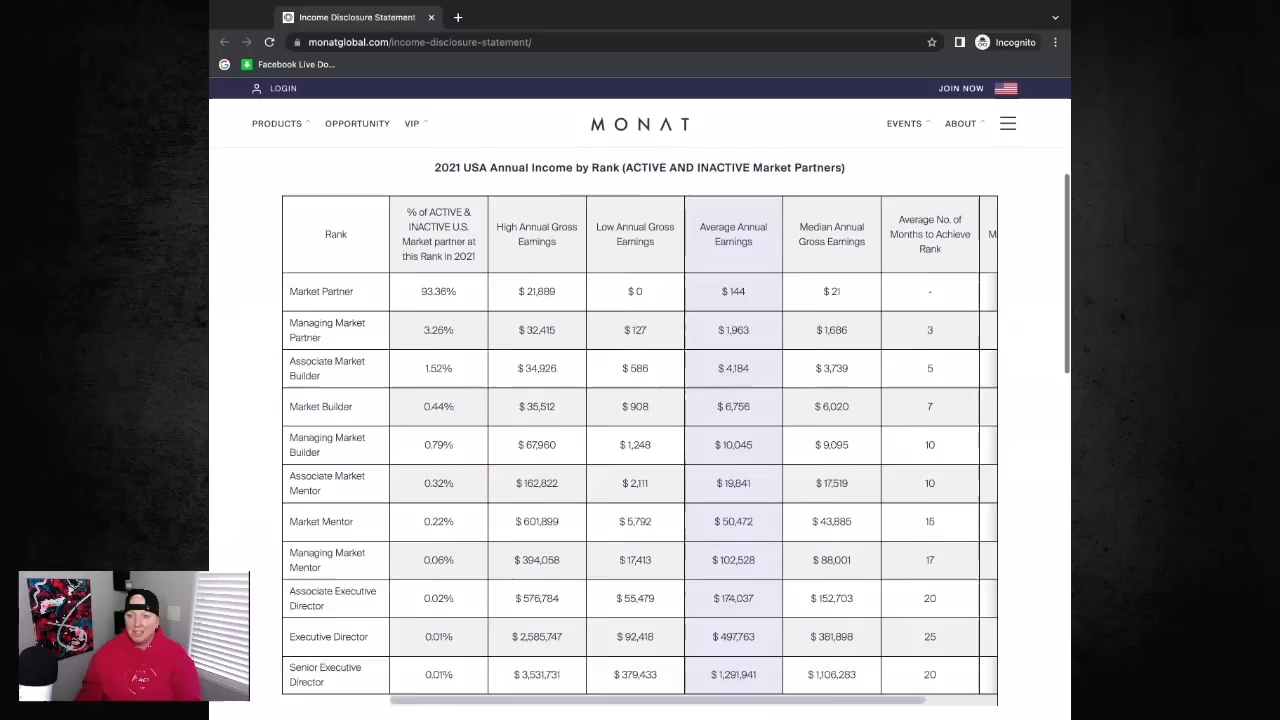 Income Disclosure Statement
monatglobal.com/income-disclosure-statement/
Incognito
Facebook Live Do...
LOGIN
JOIN NOW
PRODUCTS
OPPORTUNITY
VIP
MONAT
EVENTS
ABOUT
2021 USA Annual Income by Rank (ACTIVE AND INACTIVE Market Partners)
Rank
% of ACTIVE &
INACTIVE U.S.
Market partner at
this Rank in 2021
High Annual Gross
Earnings
Low Annual Gross
Earnings
Average Annual
Earnings
Median Annual
Gross Earnings
Average No. of
Months to Achieve
Rank
M
Market Partner 93.36% $ 21,889 $ 0 $ 144 $ 21 -
Managing Market
Partner
3.26% $ 32,415 $ 127 $ 1,963 $ 1,686 3
Associate Market
Builder
1.52% $ 34,926 $ 586 $ 4,184 $ 3,739 5
Market Builder 0.44% $ 35,512 $ 908 $ 6,756 $ 6,020 7
Managing Market
Builder
0.79% $ 67,960 $ 1,248 $ 10,045 $ 9,095 10
Associate Market
Mentor
0.32% $ 162,822 $ 2,111 $ 19,841 $ 17,519 10
Market Mentor 0.22% $ 601,899 $ 5,792 $ 50,472 $ 43,885 15
Managing Market
Mentor
0.06% $ 394,058 $ 17,413 $ 102,528 $ 88,001 17
Associate Executive
Director
0.02% $ 576,784 $ 55,479 $ 174,037 $ 152,703 20
Executive Director 0.01% $ 2,585,747 $ 92,418 $ 497,763 25
Senior Executive
Director
0.01% $ 3,531,731 $ 379,433 $ 1,291,941 20